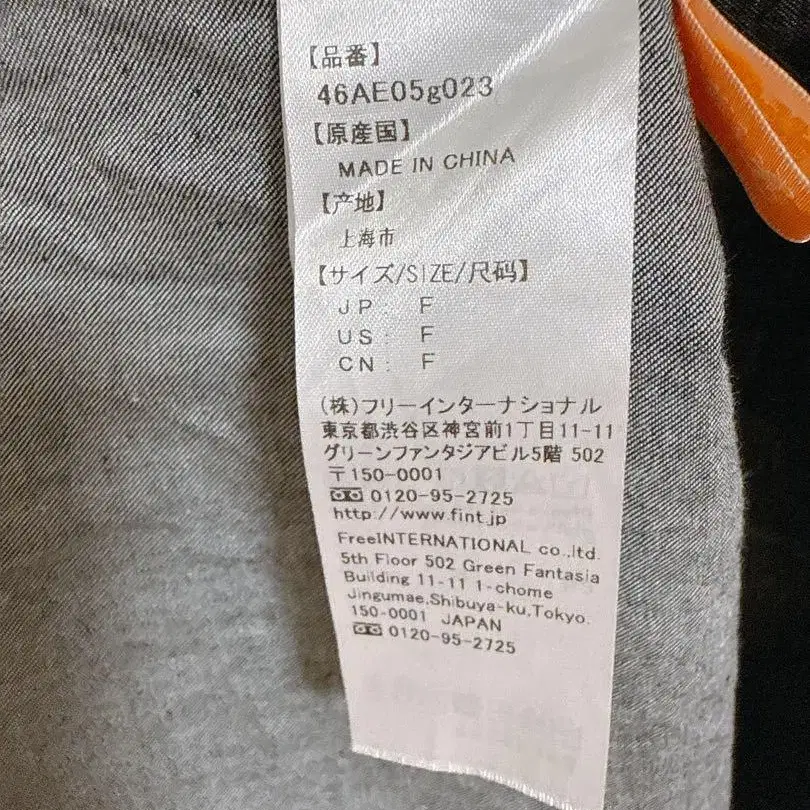 【品番】
46AE05g023
【原産国】
MADE IN CHINA
【产地】
上海市
【サイズ/SIZE/尺码】
JP: F
US: F
CN: F
(株)フリーインターナショナル
東京都渋谷区神宮前1丁目11-11
グリーンファンタジアビル5階 502
〒150-0001
0120-95-2725
http://www.fint.jp
FreeINTERNATIONAL co.,ltd.
5th Floor 502 Green Fantasia
Building 11-11 1-chome
Jingumae,Shibuya-ku,Tokyo.
150-0001 JAPAN
0120-95-2725